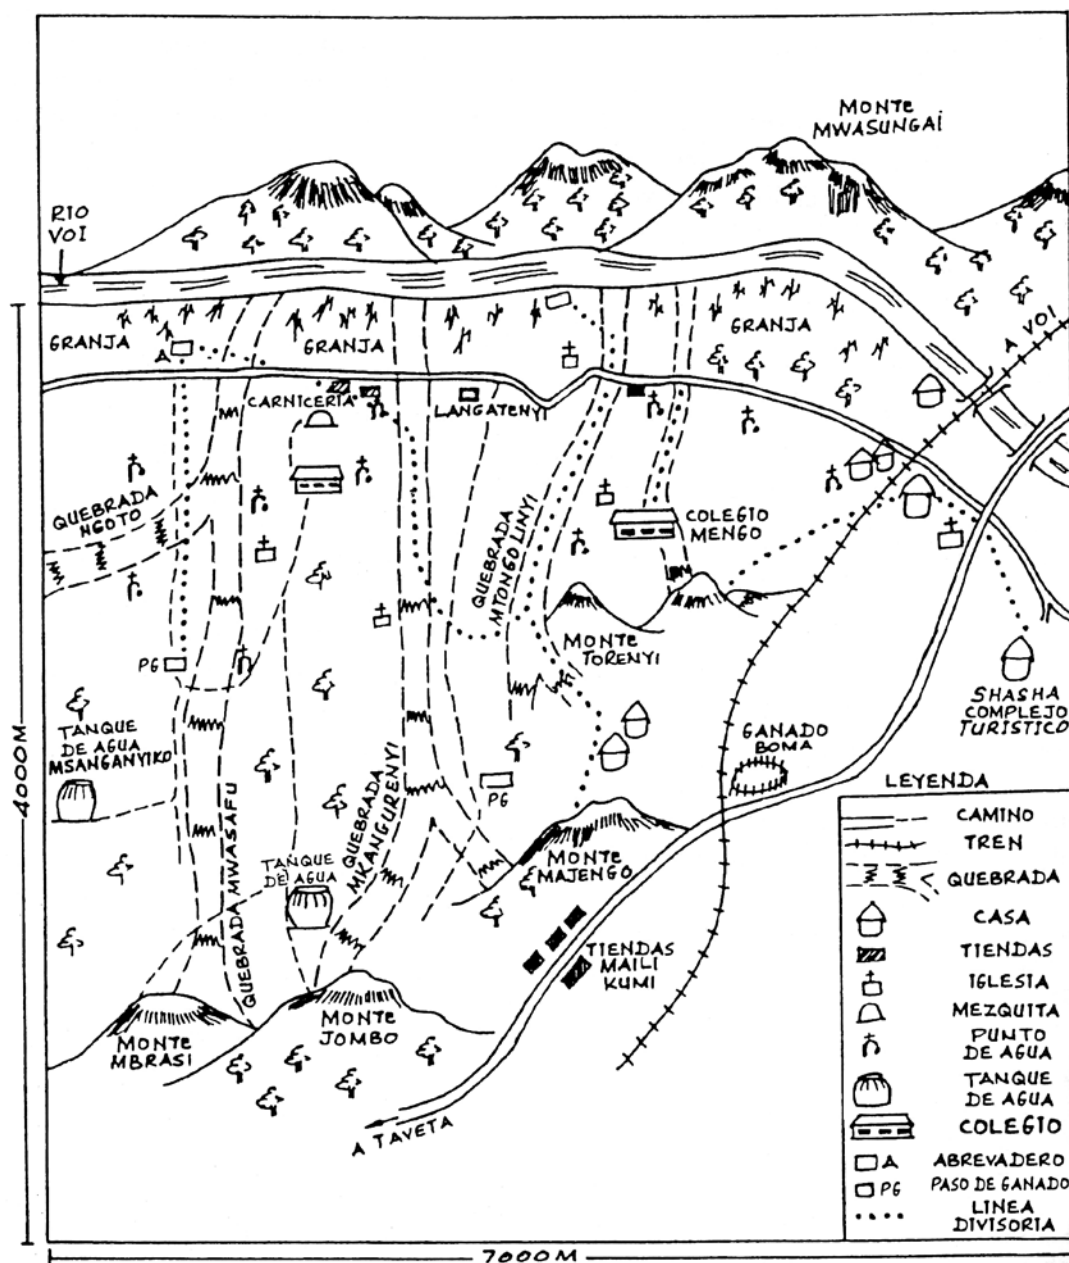 MONTE
MWASUNGAI
RIO
VOI
A VOI
GRANJA
GRANJA
GRANJA
A
CARNICERIA
LANGATENYI
QUEBRADA
NGOTO
QUEBRADA
MTONGOLINYI
COLEGIO
MENGO
MONTE
TORENYI
PG
SHASHA
COMPLEJO
TURISTICO
TANQUE
DE AGUA
MSANGANYIKO
GANADO
BOMA
PG
4000M
QUEBRADA MWASAFU
QUEBRADA
MKANGURENYI
TANQUE
DE AGUA
MONTE
MAJENGO
TIENDAS
MAILI
KUMI
MONTE
MBRASI
MONTE
JOMBO
A TAVETA
LEYENDA
CAMINO
TREN
QUEBRADA
CASA
TIENDAS
IGLESIA
MEZQUITA
PUNTO
DE AGUA
TANQUE
DE AGUA
COLEGIO
A ABREVADERO
PG PASO DE GANADO
LINEA
DIVISORIA
7000M